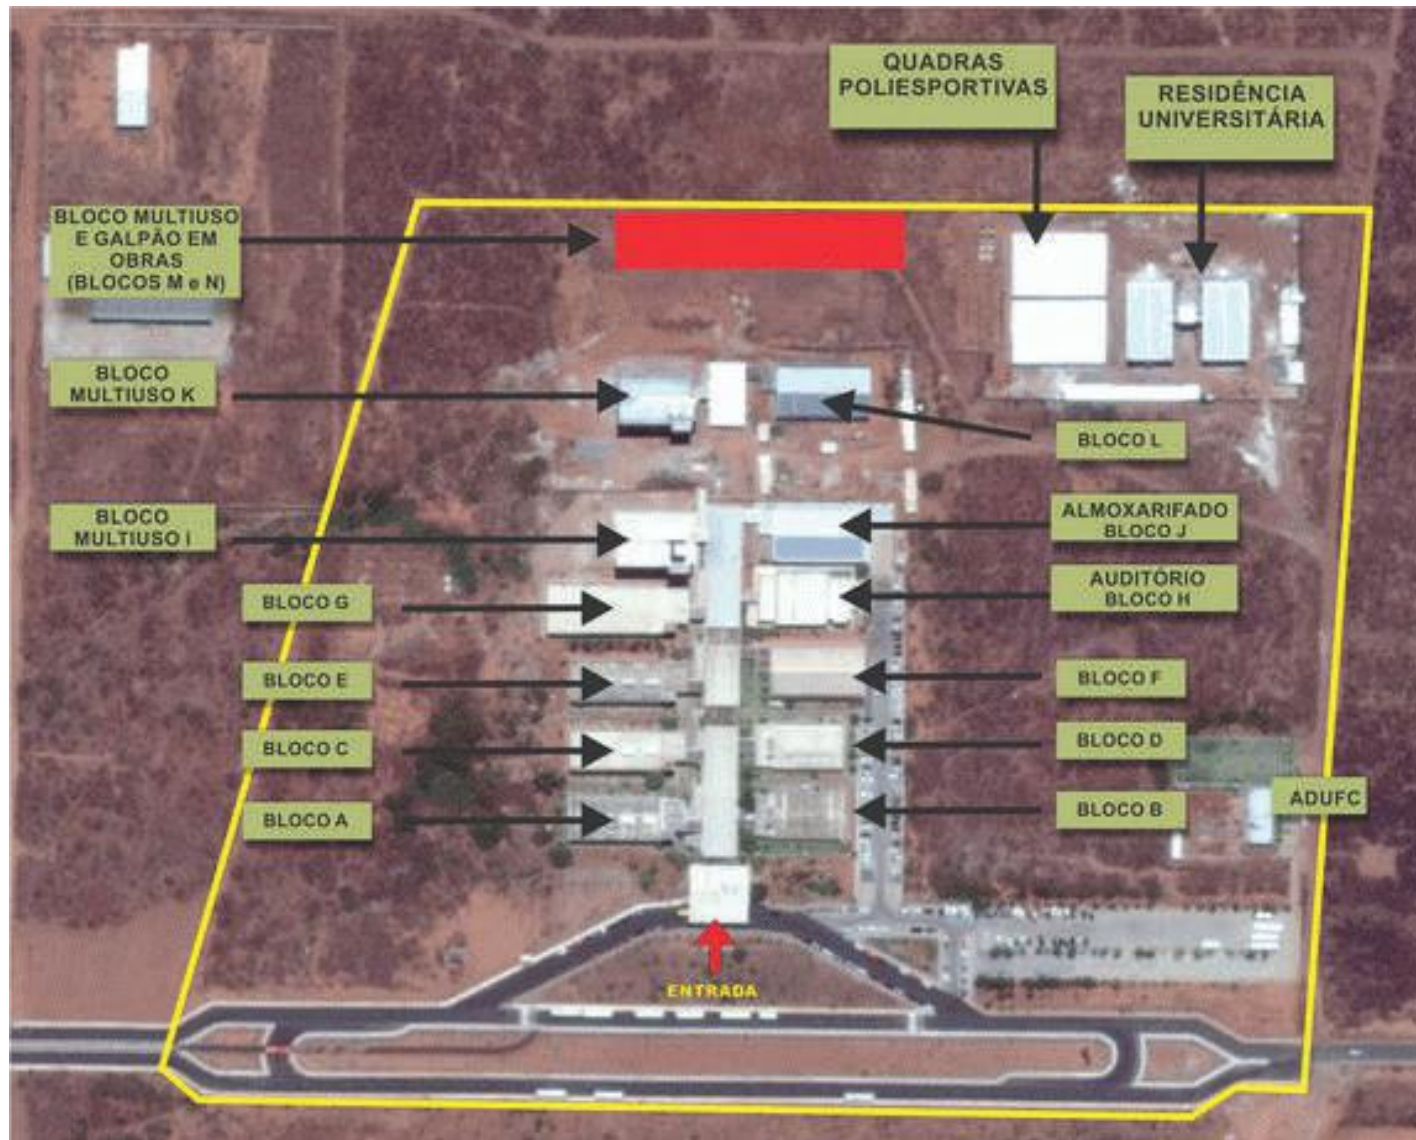 QUADRAS
POLIESPORTIVAS
RESIDÊNCIA
UNIVERSITÁRIA
BLOCO MULTIUSO
E GALPÃO EM
OBRAS
(BLOCOS M e N)
BLOCO
MULTIUSO K
BLOCO L
BLOCO
MULTIUSO I
ALMOXARIFADO
BLOCO J
BLOCO G
AUDITÓRIO
BLOCO H
BLOCO E
BLOCO F
BLOCO C
BLOCO D
BLOCO A
BLOCO B
ADUFC
ENTRADA